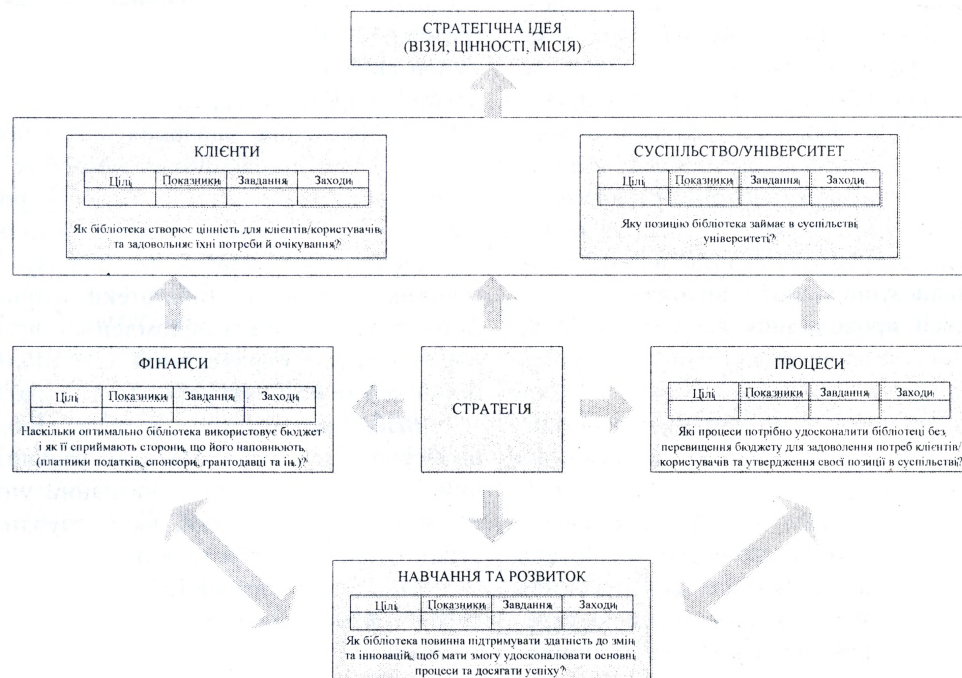 СТРАТЕГІЧНА ІДЕЯ
(ВІЗІЯ, ЦІННОСТІ, МІСІЯ)
КЛІЄНТИ
Цілі Показники Завдання Заходи
Як бібліотека створює цінність для клієнтів/користувачів,
та задовольняє їхні потреби й очікування?
СУСПІЛЬСТВО/УНІВЕРСИТЕТ
Цілі Показники Завдання Заходи
Яку позицію бібліотека займає в суспільстві,
університеті?
ФІНАНСИ
Цілі Показники Завдання Заходи
Наскільки оптимально бібліотека використовує бюджет
і як її сприймають сторони, що його наповнюють,
(платники податків, спонсори, грантодавці та ін.)?
СТРАТЕГІЯ
ПРОЦЕСИ
Цілі Показники Завдання Заходи
Які процеси потрібно удосконалити бібліотеці без
перевищення бюджету для задоволення потреб клієнтів/
користувачів та утвердження своєї позиції в суспільстві?
НАВЧАННЯ ТА РОЗВИТОК
Цілі Показники Завдання Заходи
Як бібліотека повинна підтримувати здатність до змін
та інновацій, щоб мати змогу удосконалювати основні
процеси та досягати успіху?